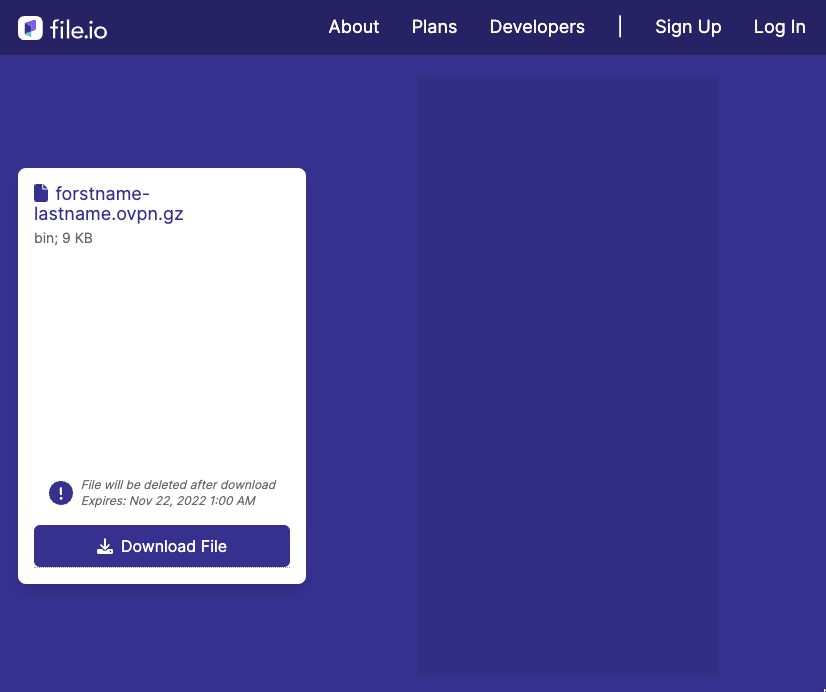 file.io
About Plans Developers | Sign Up Log In
forstname-
lastname.ovpn.gz
bin; 9 KB
File will be deleted after download
Expires: Nov 22, 2022 1:00 AM
Download File